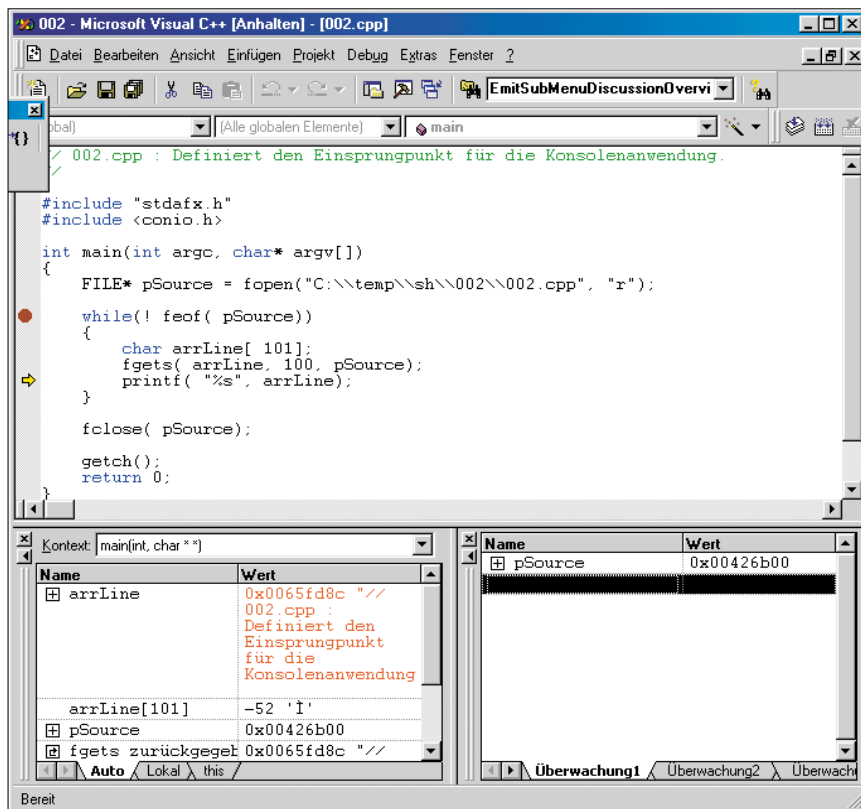 002 - Microsoft Visual C++ [Anhalten] - [002.cpp]
Datei Bearbeiten Ansicht Einfügen Projekt Debug Extras Fenster ?
EmitSubMenuDiscussionOvervi
{}
obal) (Alle globalen Elemente) main
// 002.cpp : Definiert den Einsprungpunkt für die Konsolenanwendung.
//
#include "stdafx.h"
#include <conio.h>
int main(int argc, char* argv[])
{
FILE* pSource = fopen("C:\\temp\\sh\\002\\002.cpp", "r");
while(! feof( pSource))
{
char arrLine[ 101];
fgets( arrLine, 100, pSource);
printf( "%s", arrLine);
}
fclose( pSource);
getch();
return 0;
}
Kontext: main(int, char * *)
Name Wert
arrLine 0x0065fd8c "//
002.cpp :
Definiert den
Einsprungpunkt
für die
Konsolenanwendung
arrLine[101] -52 'Ì'
pSource 0x00426b00
fgets zurückgegeb 0x0065fd8c "//
Auto Lokal this
Name Wert
pSource 0x00426b00
Überwachung1 Überwachung2 Überwach
Bereit